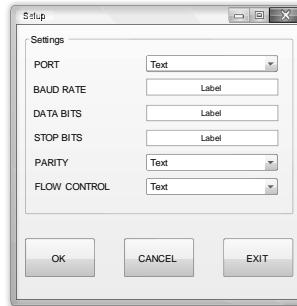 Setup
Settings
PORT Text
BAUD RATE Label
DATA BITS Label
STOP BITS Label
PARITY Text
FLOW CONTROL Text
OK CANCEL EXIT